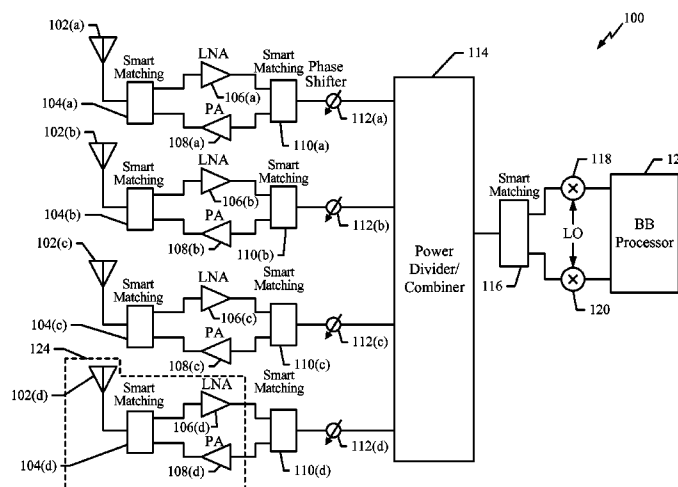 102(a)
LNA
100
Smart
Matching
Smart
Matching
Phase
Shifter
114
104(a)
106(a)
PA
112(a)
102(b)
108(a)
110(a)
118
Smart
Matching
LNA
Smart
Matching
Smart
Matching
104(b)
106(b)
PA
112(b)
LO
BB
Processor
102(c)
108(b)
110(b)
Power
Divider/
Combiner
116
120
Smart
Matching
LNA
Smart
Matching
104(c)
106(c)
PA
112(c)
124
108(c)
110(c)
102(d)
Smart
Matching
LNA
Smart
Matching
106(d)
PA
112(d)
104(d)
108(d)
110(d)